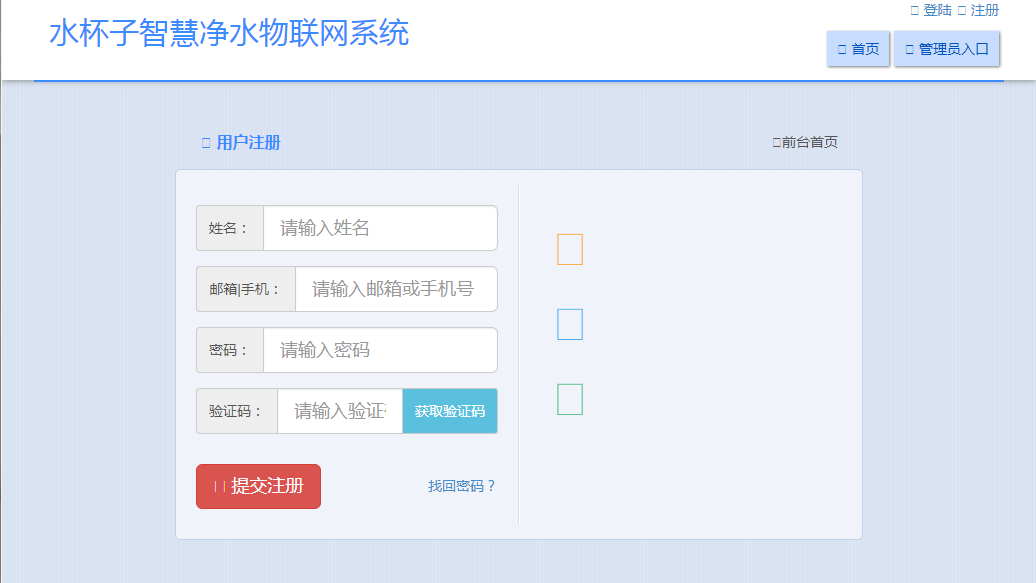 登陆 注册
水杯子智慧净水物联网系统
首页 管理员入口
用户注册 前台首页
姓名： 请输入姓名
邮箱|手机： 请输入邮箱或手机号
密码： 请输入密码
验证码： 请输入验证 获取验证码
提交注册 找回密码？